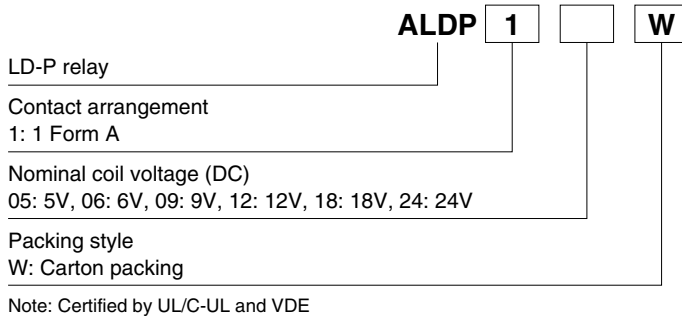 ALDP 1 W
LD-P relay
Contact arrangement
1: 1 Form A
Nominal coil voltage (DC)
05: 5V, 06: 6V, 09: 9V, 12: 12V, 18: 18V, 24: 24V
Packing style
W: Carton packing
Note: Certified by UL/C-UL and VDE